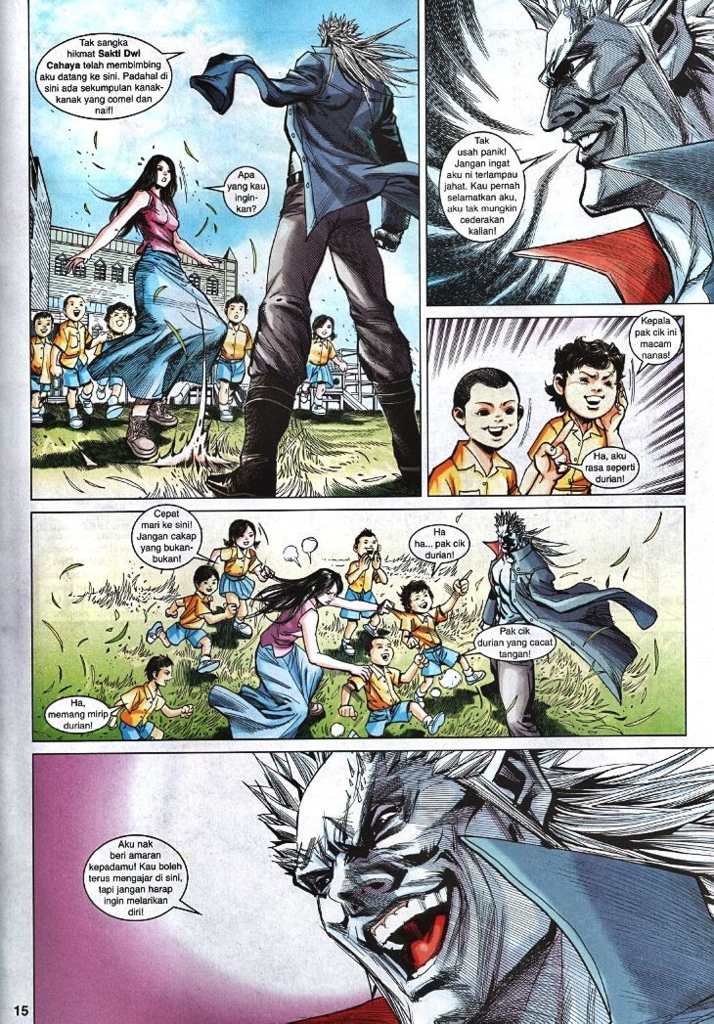 Tak sangka
hikmat Sakti Dwi
Cahaya telah membimbing
aku datang ke sini. Padahal di
sini ada sekumpulan kanak-
kanak yang comel dan
naif!
Apa
yang kau
ingin-
kan?
Tak
usah panik!
Jangan ingat
aku ni terlampau
jahat. Kau pernah
selamatkan aku,
aku tak mungkin
cederakan
kalian!
Kepala
pak cik ini
macam
nanas!
Ha, aku
rasa seperti
durian!
Cepat
mari ke sini!
Jangan cakap
yang bukan-
bukan!
Ha
ha... pak cik
durian!
Pak cik
durian yang cacat
tangan!
Ha,
memang mirip
durian!
Aku nak
beri amaran
kepadamu! Kau boleh
terus mengajar di sini,
tapi jangan harap
ingin melarikan
diri!
15